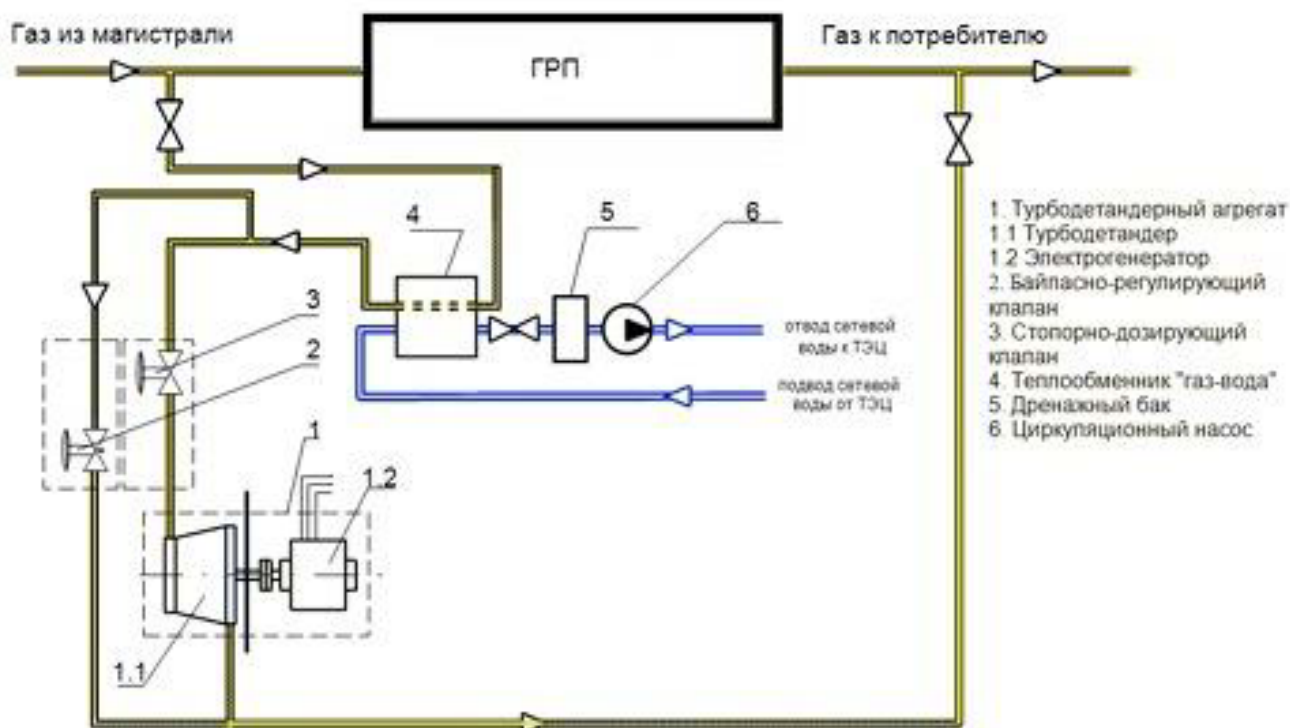 Газ из магистрали
ГРП
Газ к потребителю
4
5
6
1. Турбодетандерный агрегат
1.1 Турбодетандер
1.2 Электрогенератор
2. Байпасно-регулирующий
клапан
3. Стопорно-дозирующий
клапан
4. Теплообменник "газ-вода"
5. Дренажный бак
6. Циркуляционный насос
отвод сетевой
воды к ТЭЦ
подвод сетевой
воды от ТЭЦ
3
2
1
1.2
1.1